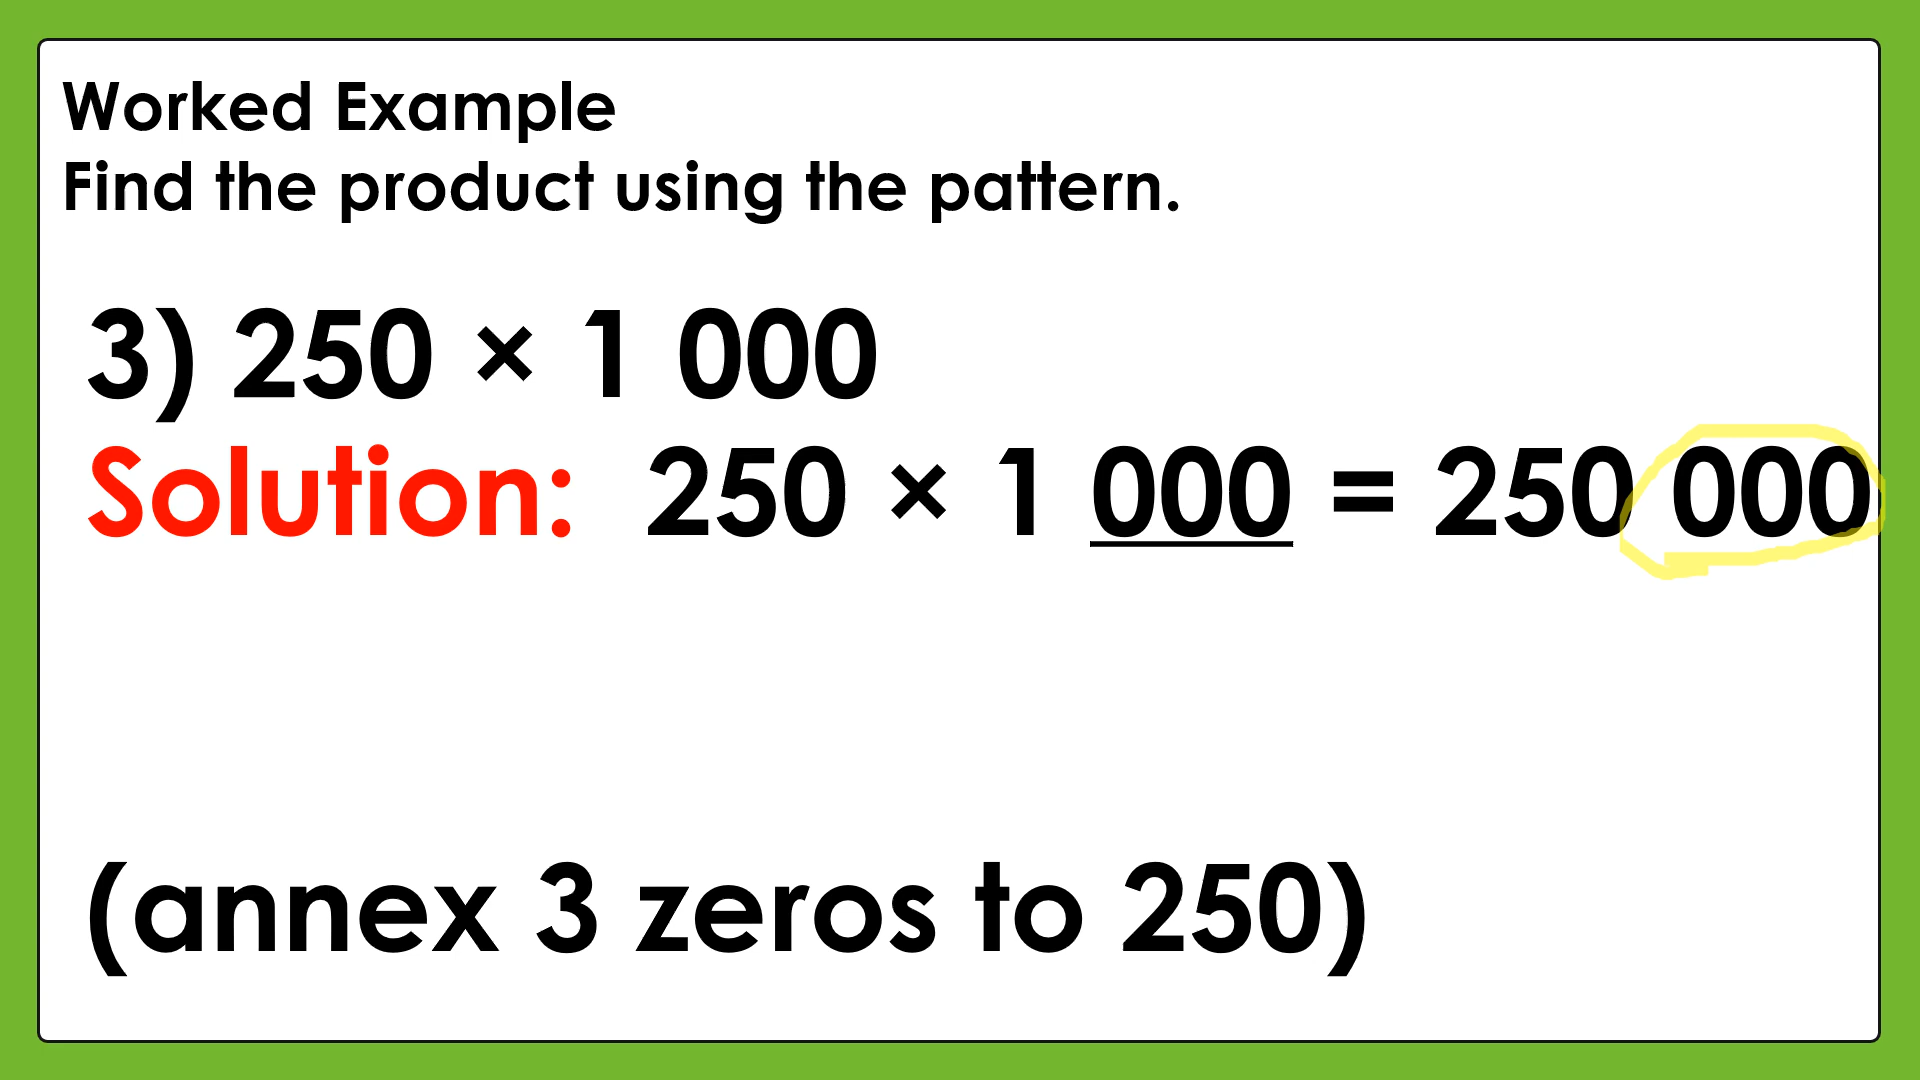 Worked Example
Find the product using the pattern.
3) 250 × 1 000
Solution: 250 × 1 000 = 250 000
(annex 3 zeros to 250)